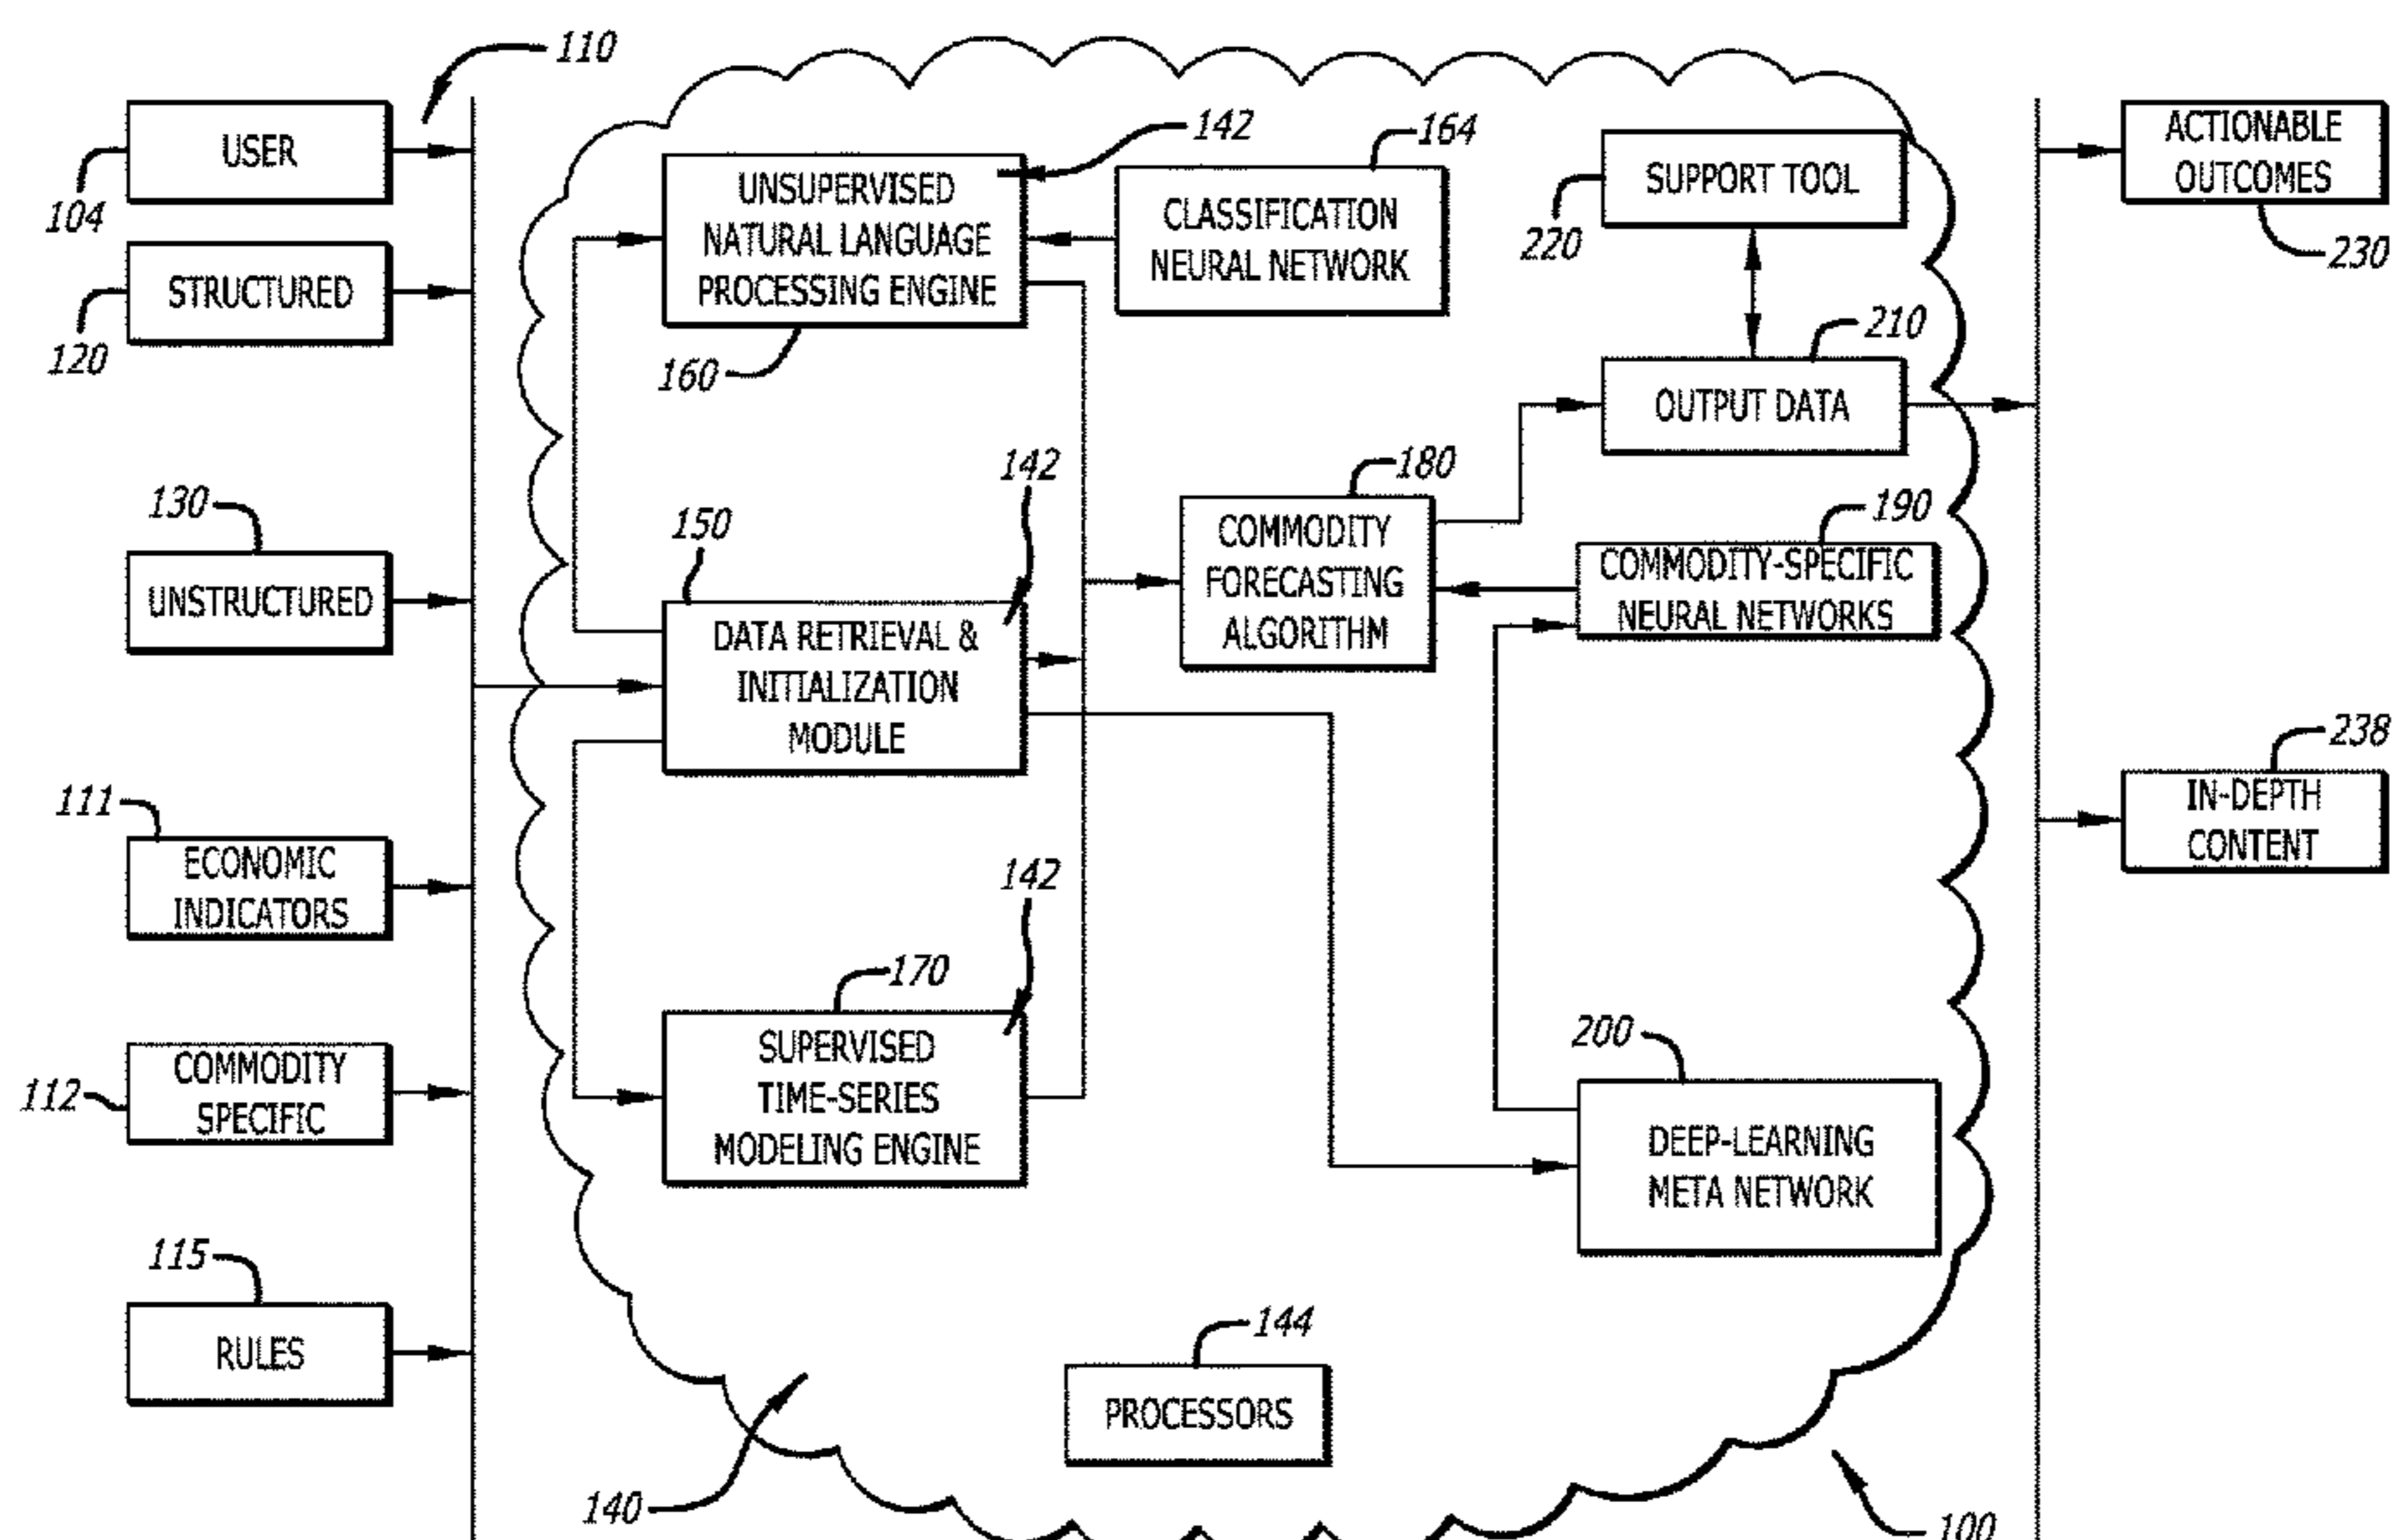 110
USER
104
STRUCTURED
120
130
UNSTRUCTURED
111
ECONOMIC
INDICATORS
COMMODITY
SPECIFIC
112
115
RULES
142
UNSUPERVISED
NATURAL LANGUAGE
PROCESSING ENGINE
160
164
CLASSIFICATION
NEURAL NETWORK
142
150
DATA RETRIEVAL &
INITIALIZATION
MODULE
142
170
SUPERVISED
TIME-SERIES
MODELING ENGINE
180
COMMODITY
FORECASTING
ALGORITHM
SUPPORT TOOL
220
210
OUTPUT DATA
190
COMMODITY-SPECIFIC
NEURAL NETWORKS
200
DEEP-LEARNING
META NETWORK
144
PROCESSORS
140
100
ACTIONABLE
OUTCOMES
230
238
IN-DEPTH
CONTENT